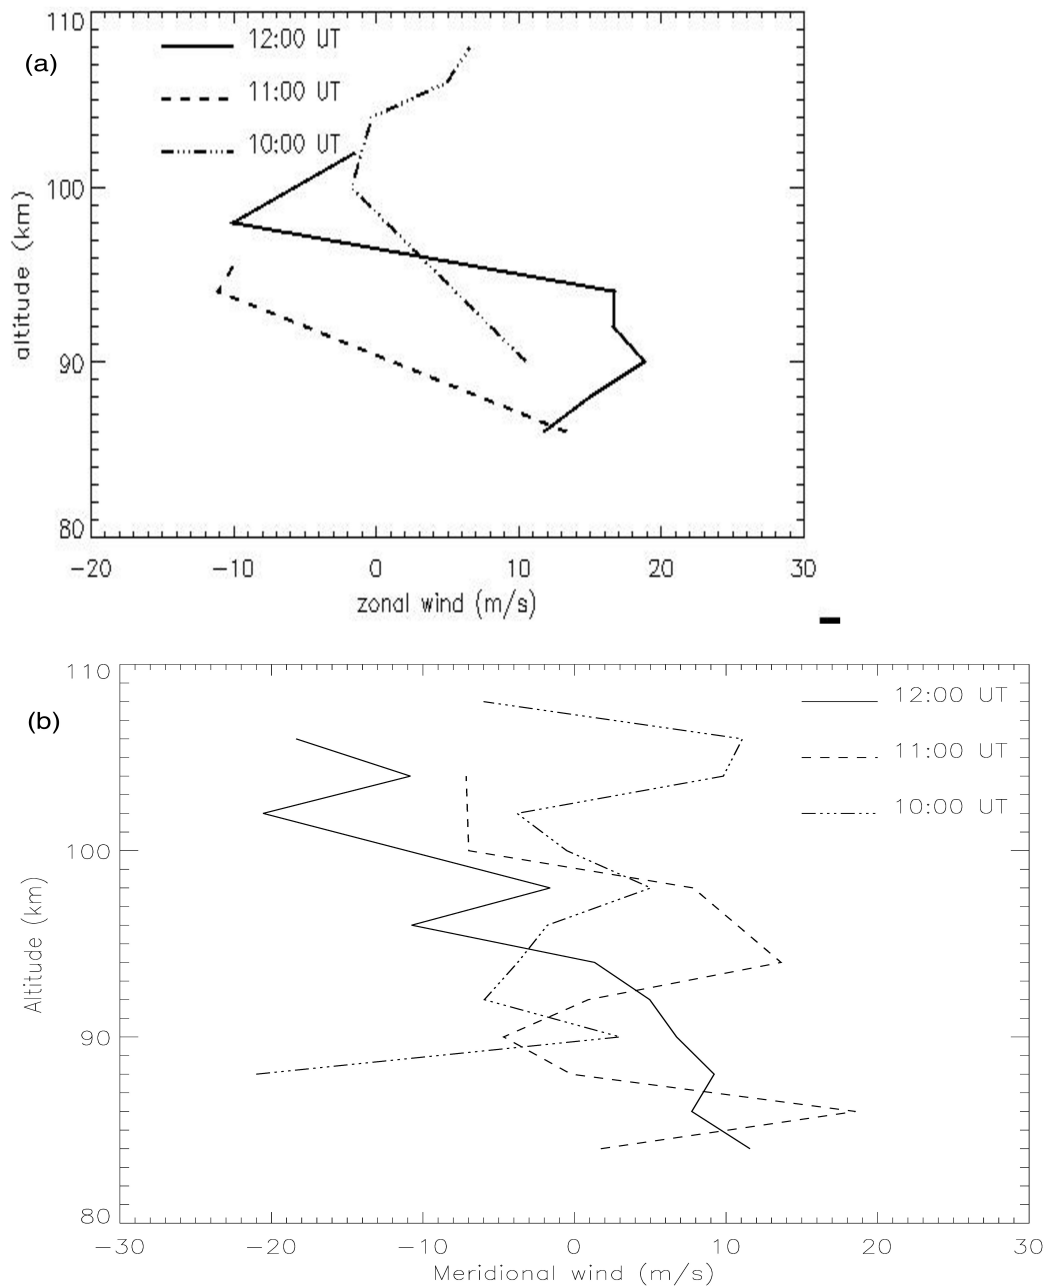 110
(a)
12:00 UT
11:00 UT
10:00 UT
100
90
80
altitude (km)
−20 −10 0 10 20 30
zonal wind (m/s)
110
(b)
12:00 UT
11:00 UT
10:00 UT
100
90
80
Altitude (km)
−30 −20 −10 0 10 20 30
Meridional wind (m/s)